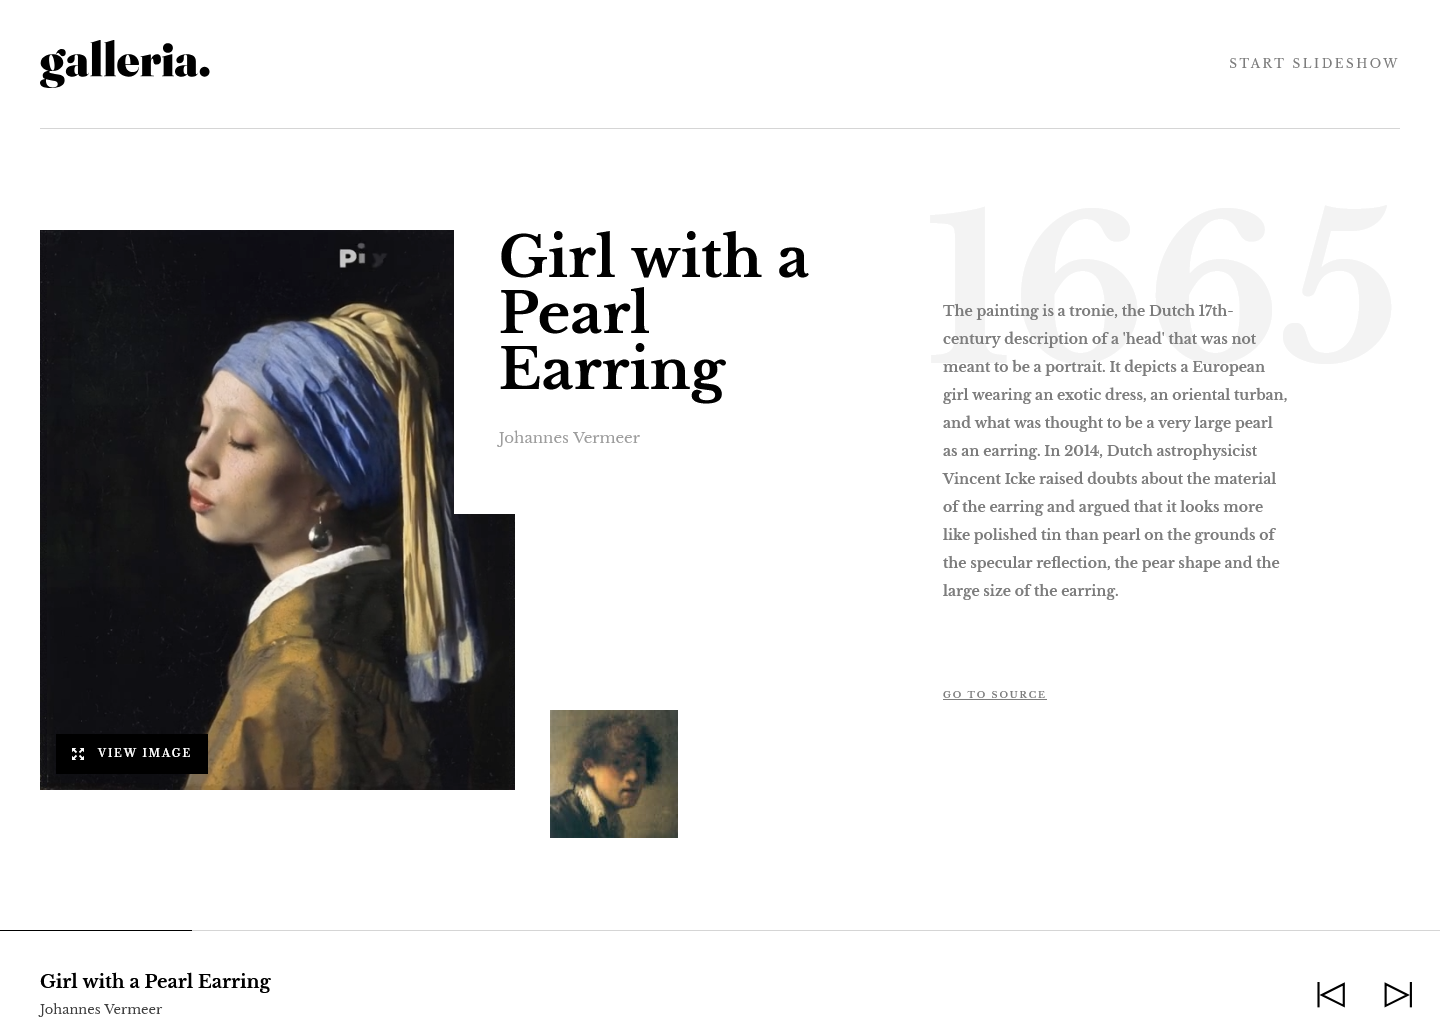 galleria.
START SLIDESHOW
Pi
Girl with a
Pearl
Earring
Johannes Vermeer
1665
The painting is a tronie, the Dutch 17th-
century description of a 'head' that was not
meant to be a portrait. It depicts a European
girl wearing an exotic dress, an oriental turban,
and what was thought to be a very large pearl
as an earring. In 2014, Dutch astrophysicist
Vincent Icke raised doubts about the material
of the earring and argued that it looks more
like polished tin than pearl on the grounds of
the specular reflection, the pear shape and the
large size of the earring.
GO TO SOURCE
VIEW IMAGE
Girl with a Pearl Earring
Johannes Vermeer